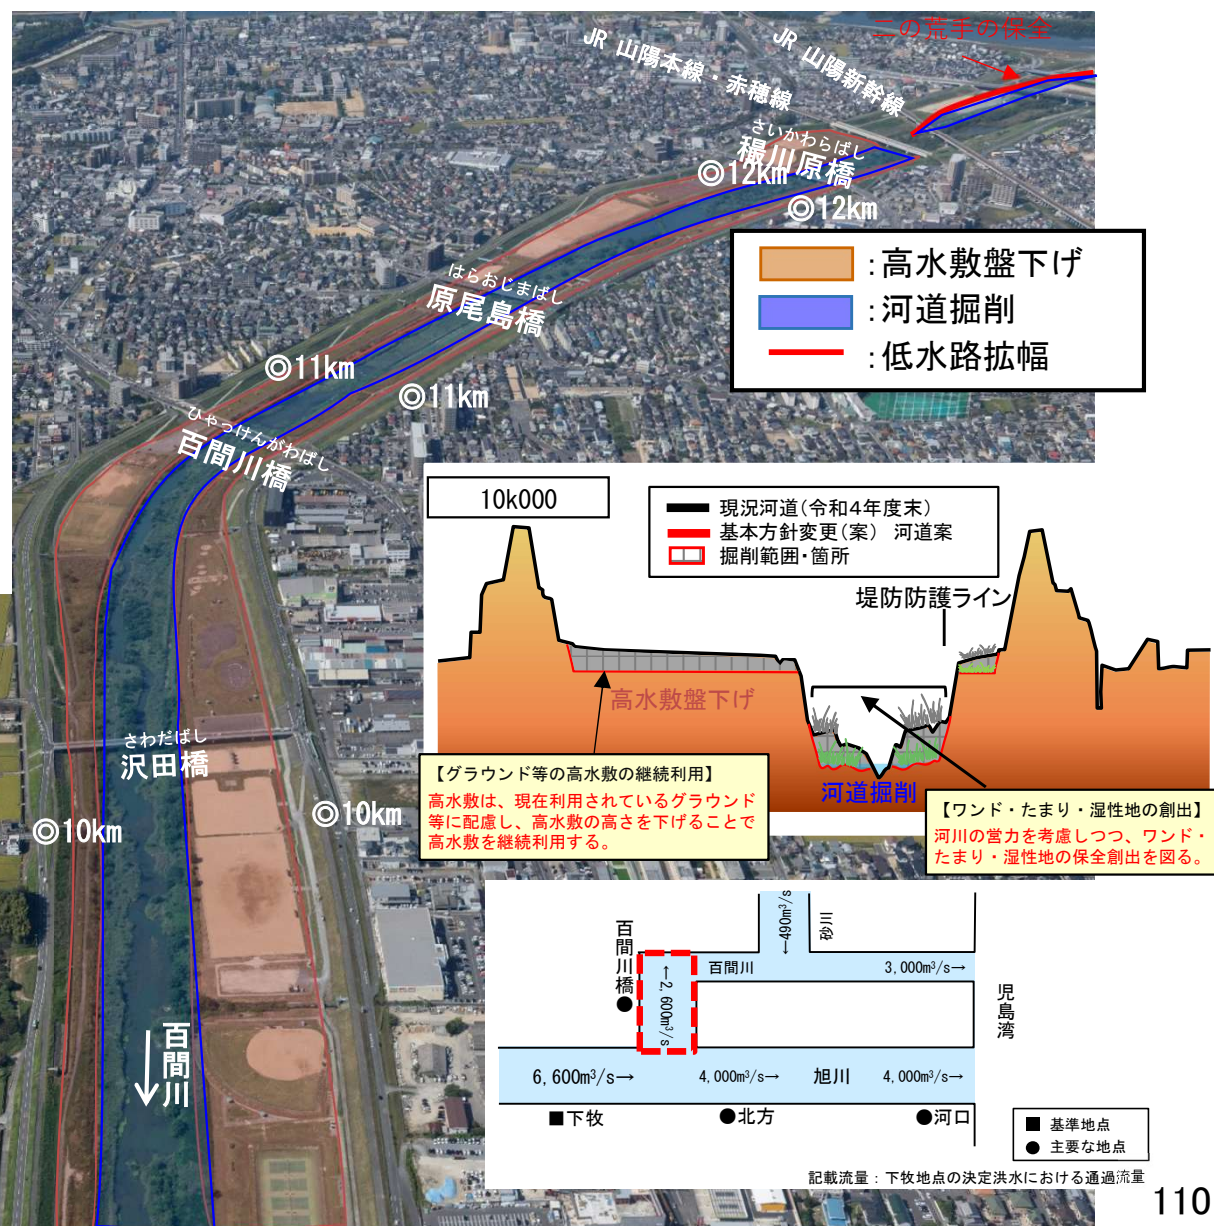 二の荒手の保全
JR 山陽新幹線
JR 山陽本線・赤穂線
さいかわらばし
穝川原橋
◎12km
◎12km
:高水敷盤下げ
:河道掘削
:低水路拡幅
はらおじまばし
原尾島橋
◎11km
◎11km
ひゃっけんがわばし
百間川橋
10k000
現況河道(令和4年度末)
基本方針変更(案) 河道案
掘削範囲・箇所
堤防防護ライン
高水敷盤下げ
河道掘削
さわだばし
沢田橋
◎10km
◎10km
【グラウンド等の高水敷の継続利用】
高水敷は、現在利用されているグラウンド
等に配慮し、高水敷の高さを下げることで
高水敷を継続利用する。
【ワンド・たまり・湿性地の創出】
河川の営力を考慮しつつ、ワンド・
たまり・湿性地の保全創出を図る。
百間川
百間川橋
●
←2,600m³/s
←490m³/s
砂川
百間川
3,000m³/s→
児島湾
6,600m³/s→
4,000m³/s→
旭川
4,000m³/s→
■下牧
●北方
●河口
■ 基準地点
● 主要な地点
記載流量:下牧地点の決定洪水における通過流量
110